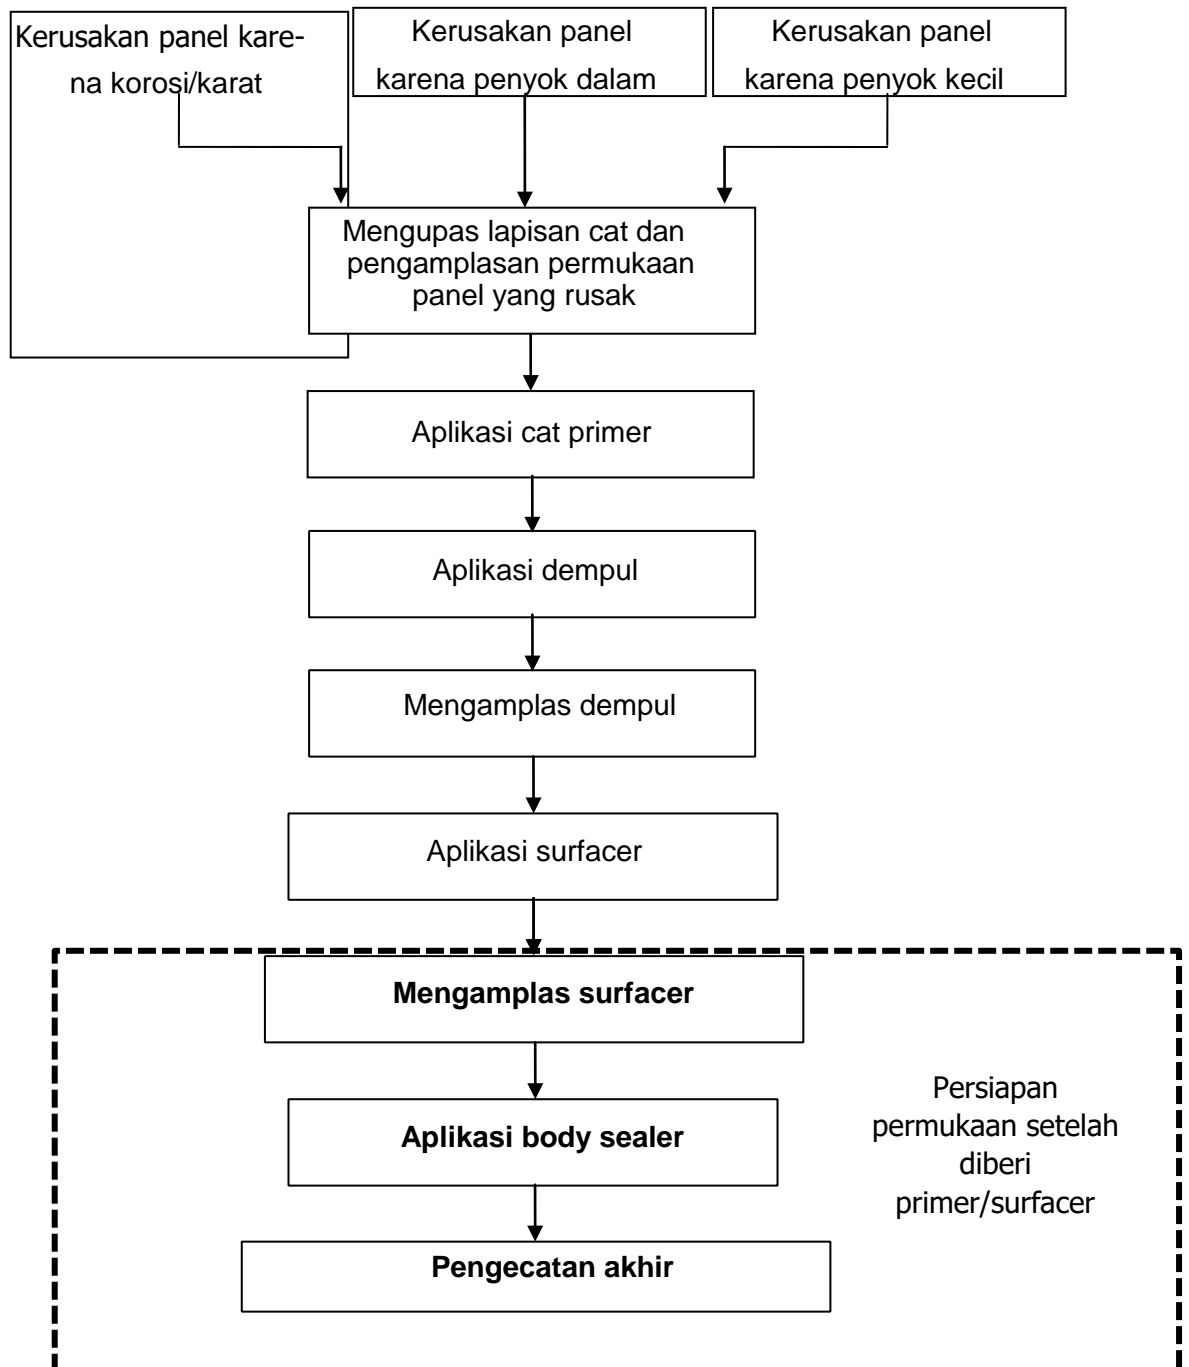 Kerusakan panel kare-
na korosi/karat
Kerusakan panel
karena penyok dalam
Kerusakan panel
karena penyok kecil
Mengupas lapisan cat dan
pengamplasan permukaan
panel yang rusak
Aplikasi cat primer
Aplikasi dempul
Mengamplas dempul
Aplikasi surfacer
Mengamplas surfacer
Aplikasi body sealer
Pengecatan akhir
Persiapan
permukaan setelah
diberi
primer/surfacer